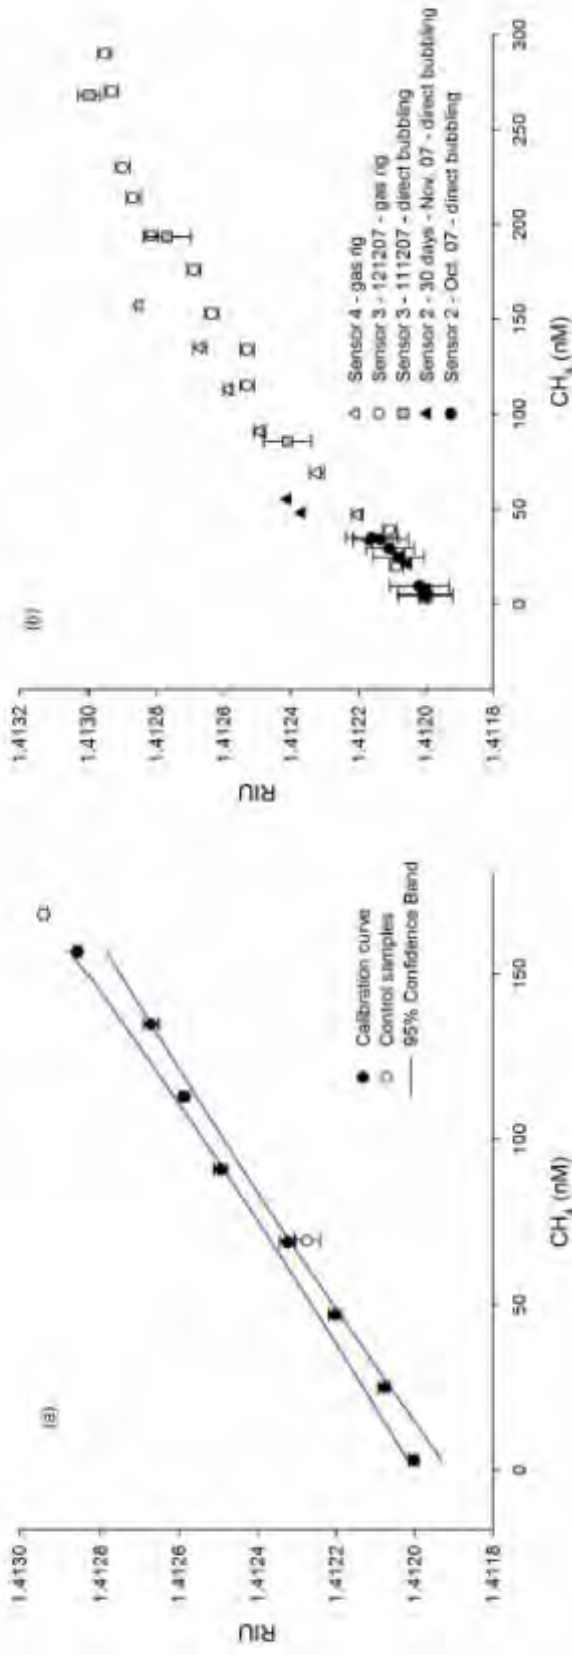 (a)
RIU
1.4130
1.4128
1.4126
1.4124
1.4122
1.4120
1.4118
0
50
100
150
CH₄ (nM)
Calibration curve
Control samples
95% Confidence Band
(b)
RIU
1.4132
1.4130
1.4128
1.4126
1.4124
1.4122
1.4120
1.4118
0
50
100
150
200
250
300
CH₄ (nM)
Sensor 4 - gas rig
Sensor 3 - 121207 - gas rig
Sensor 3 - 111207 - direct bubbling
Sensor 2 - 30 days - Nov. 07 - direct bubbling
Sensor 2 - Oct. 07 - direct bubbling